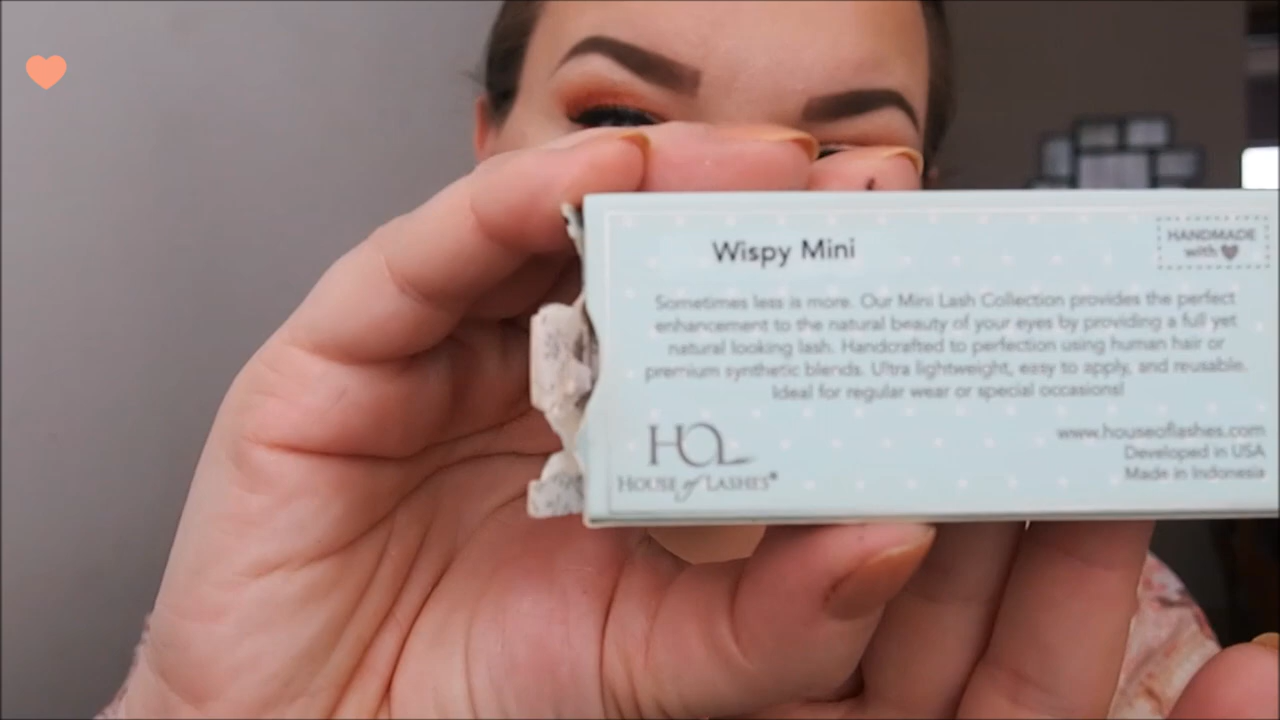 Wispy Mini
HANDMADE
with
Sometimes less is more. Our Mini Lash Collection provides the perfect
enhancement to the natural beauty of your eyes by providing a full yet
natural looking lash. Handcrafted to perfection using human hair or
premium synthetic blends. Ultra lightweight, easy to apply, and reusable.
Ideal for regular wear or special occasions!
HOL
HOUSE of LASHES®
www.houseoflashes.com
Developed in USA
Made in Indonesia